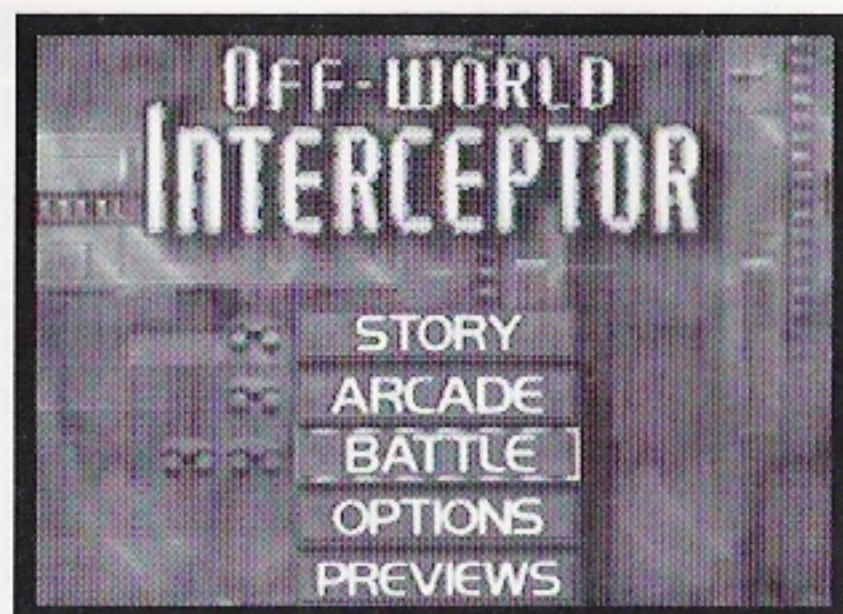 OFF-WORLD
INTERCEPTOR
STORY
ARCADE
BATTLE
OPTIONS
PREVIEWS